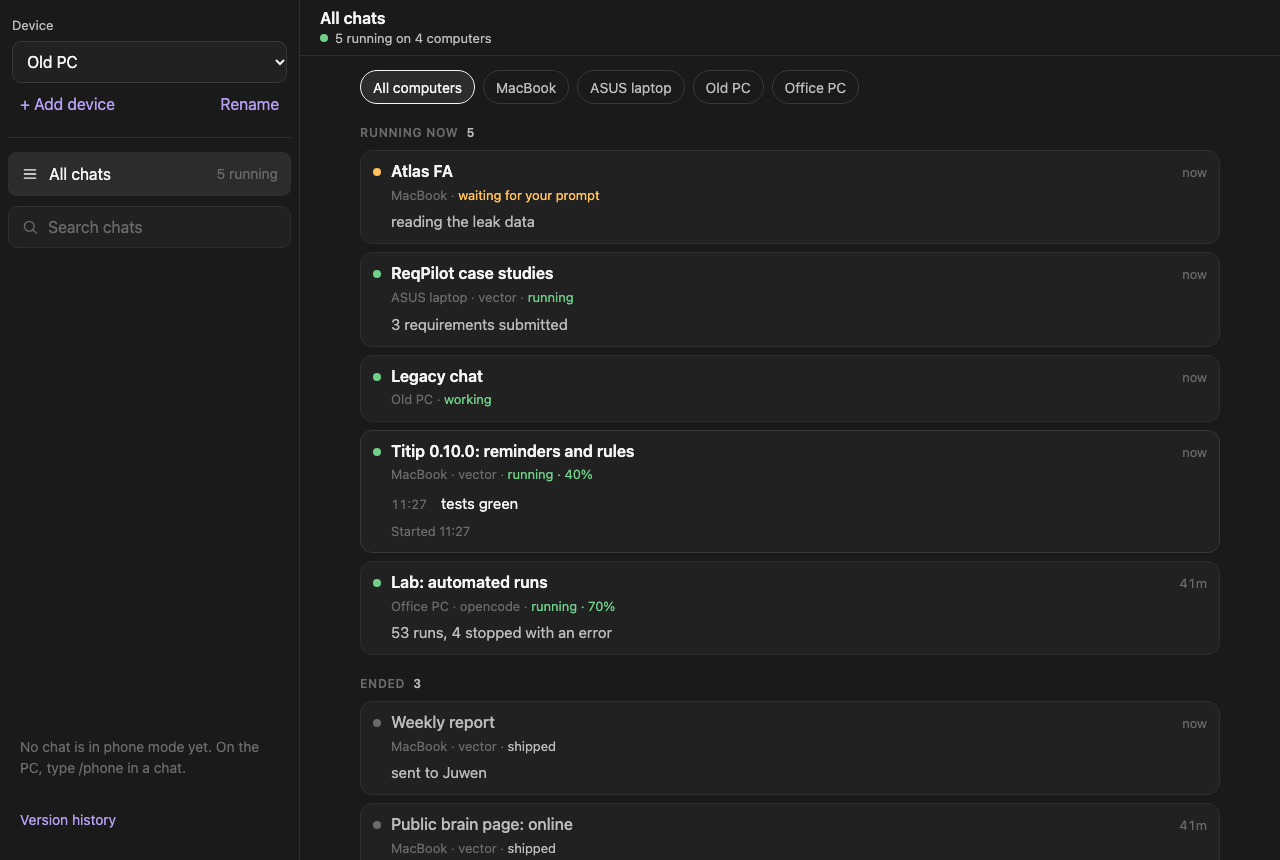 Device
Old PC
+ Add device
Rename
All chats
5 running
Search chats
No chat is in phone mode yet. On the
PC, type /phone in a chat.
Version history
All chats
5 running on 4 computers
All computers
MacBook
ASUS laptop
Old PC
Office PC
RUNNING NOW 5
Atlas FA
now
MacBook · waiting for your prompt
reading the leak data
ReqPilot case studies
now
ASUS laptop · vector · running
3 requirements submitted
Legacy chat
now
Old PC · working
Titip 0.10.0: reminders and rules
now
MacBook · vector · running · 40%
11:27 tests green
Started 11:27
Lab: automated runs
41m
Office PC · opencode · running · 70%
53 runs, 4 stopped with an error
ENDED 3
Weekly report
now
MacBook · vector · shipped
sent to Juwen
Public brain page: online
41m
MacBook · vector · shipped